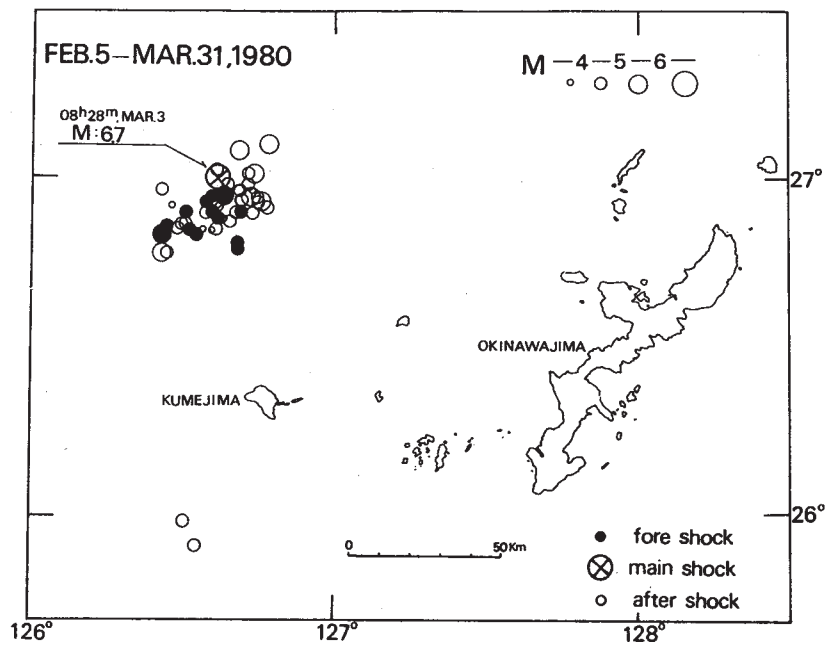 FEB.5—MAR.31,1980
M —4—5—6—
08h28m,MAR.3
M:6.7
27°
OKINAWAJIMA
KUMEJIMA
26°
0 50Km
fore shock
main shock
after shock
126° 127° 128°